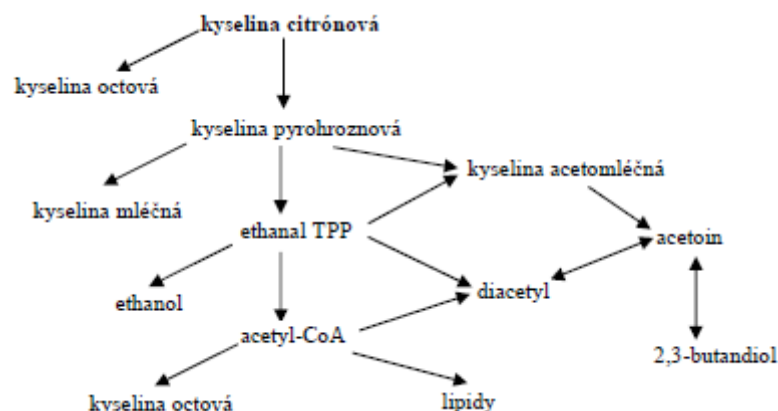 kyselina citrónová
kyselina octová
kyselina pyrohroznová
kyselina acetomléčná
kyselina mléčná
ethanal TPP
acetoin
ethanol
diacetyl
acetyl-CoA
2,3-butandiol
kyselina octová
lipidy